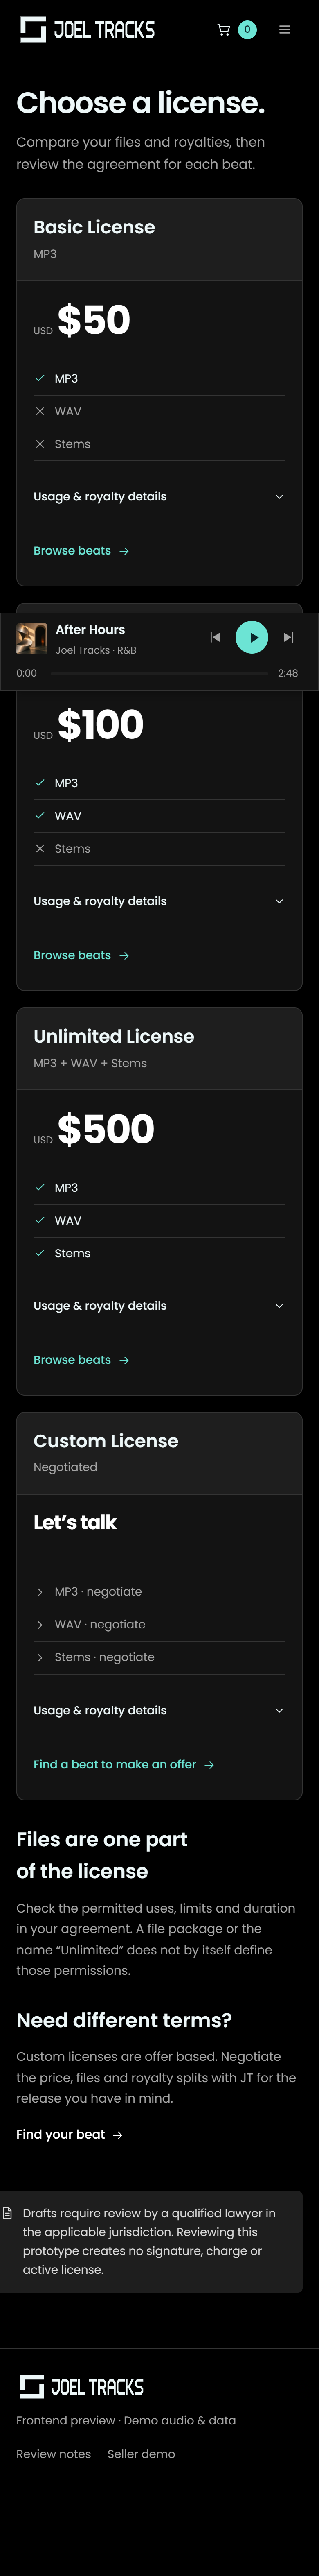 JOEL TRACKS
0
Choose a license.
Compare your files and royalties, then
review the agreement for each beat.
Basic License
MP3
USD $50
MP3
WAV
Stems
Usage & royalty details
Browse beats →
After Hours
Joel Tracks · R&B
0:00
2:48
USD $100
MP3
WAV
Stems
Usage & royalty details
Browse beats →
Unlimited License
MP3 + WAV + Stems
USD $500
MP3
WAV
Stems
Usage & royalty details
Browse beats →
Custom License
Negotiated
Let’s talk
MP3 · negotiate
WAV · negotiate
Stems · negotiate
Usage & royalty details
Find a beat to make an offer →
Files are one part
of the license
Check the permitted uses, limits and duration
in your agreement. A file package or the
name “Unlimited” does not by itself define
those permissions.
Need different terms?
Custom licenses are offer based. Negotiate
the price, files and royalty splits with JT for the
release you have in mind.
Find your beat →
Drafts require review by a qualified lawyer in
the applicable jurisdiction. Reviewing this
prototype creates no signature, charge or
active license.
JOEL TRACKS
Frontend preview · Demo audio & data
Review notes
Seller demo